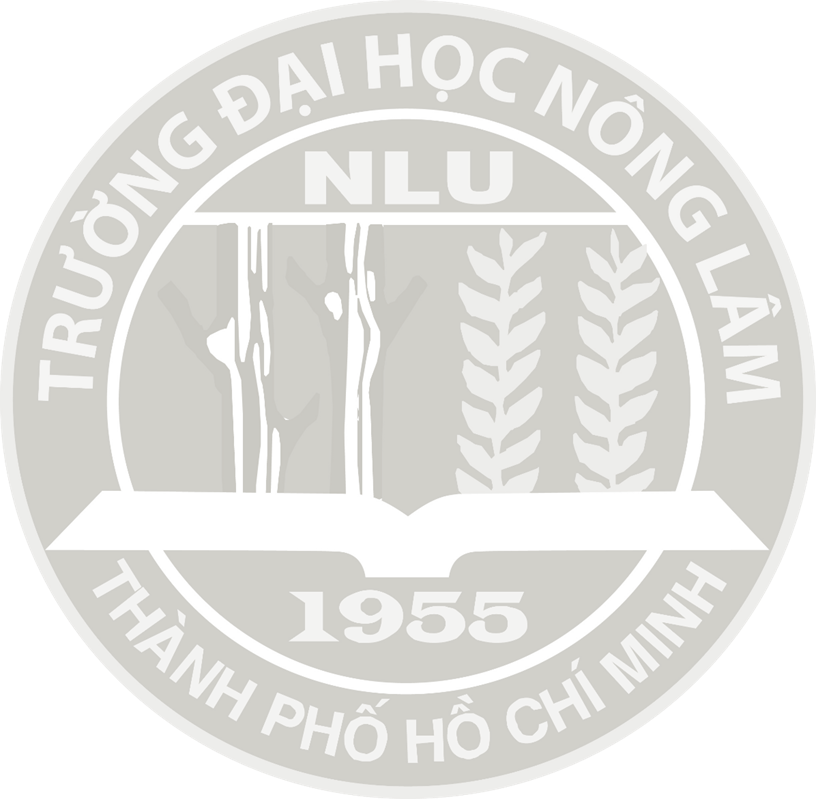 TRƯỜNG ĐẠI HỌC NÔNG LÂM
NLU
1955
THÀNH PHỐ HỒ CHÍ MINH